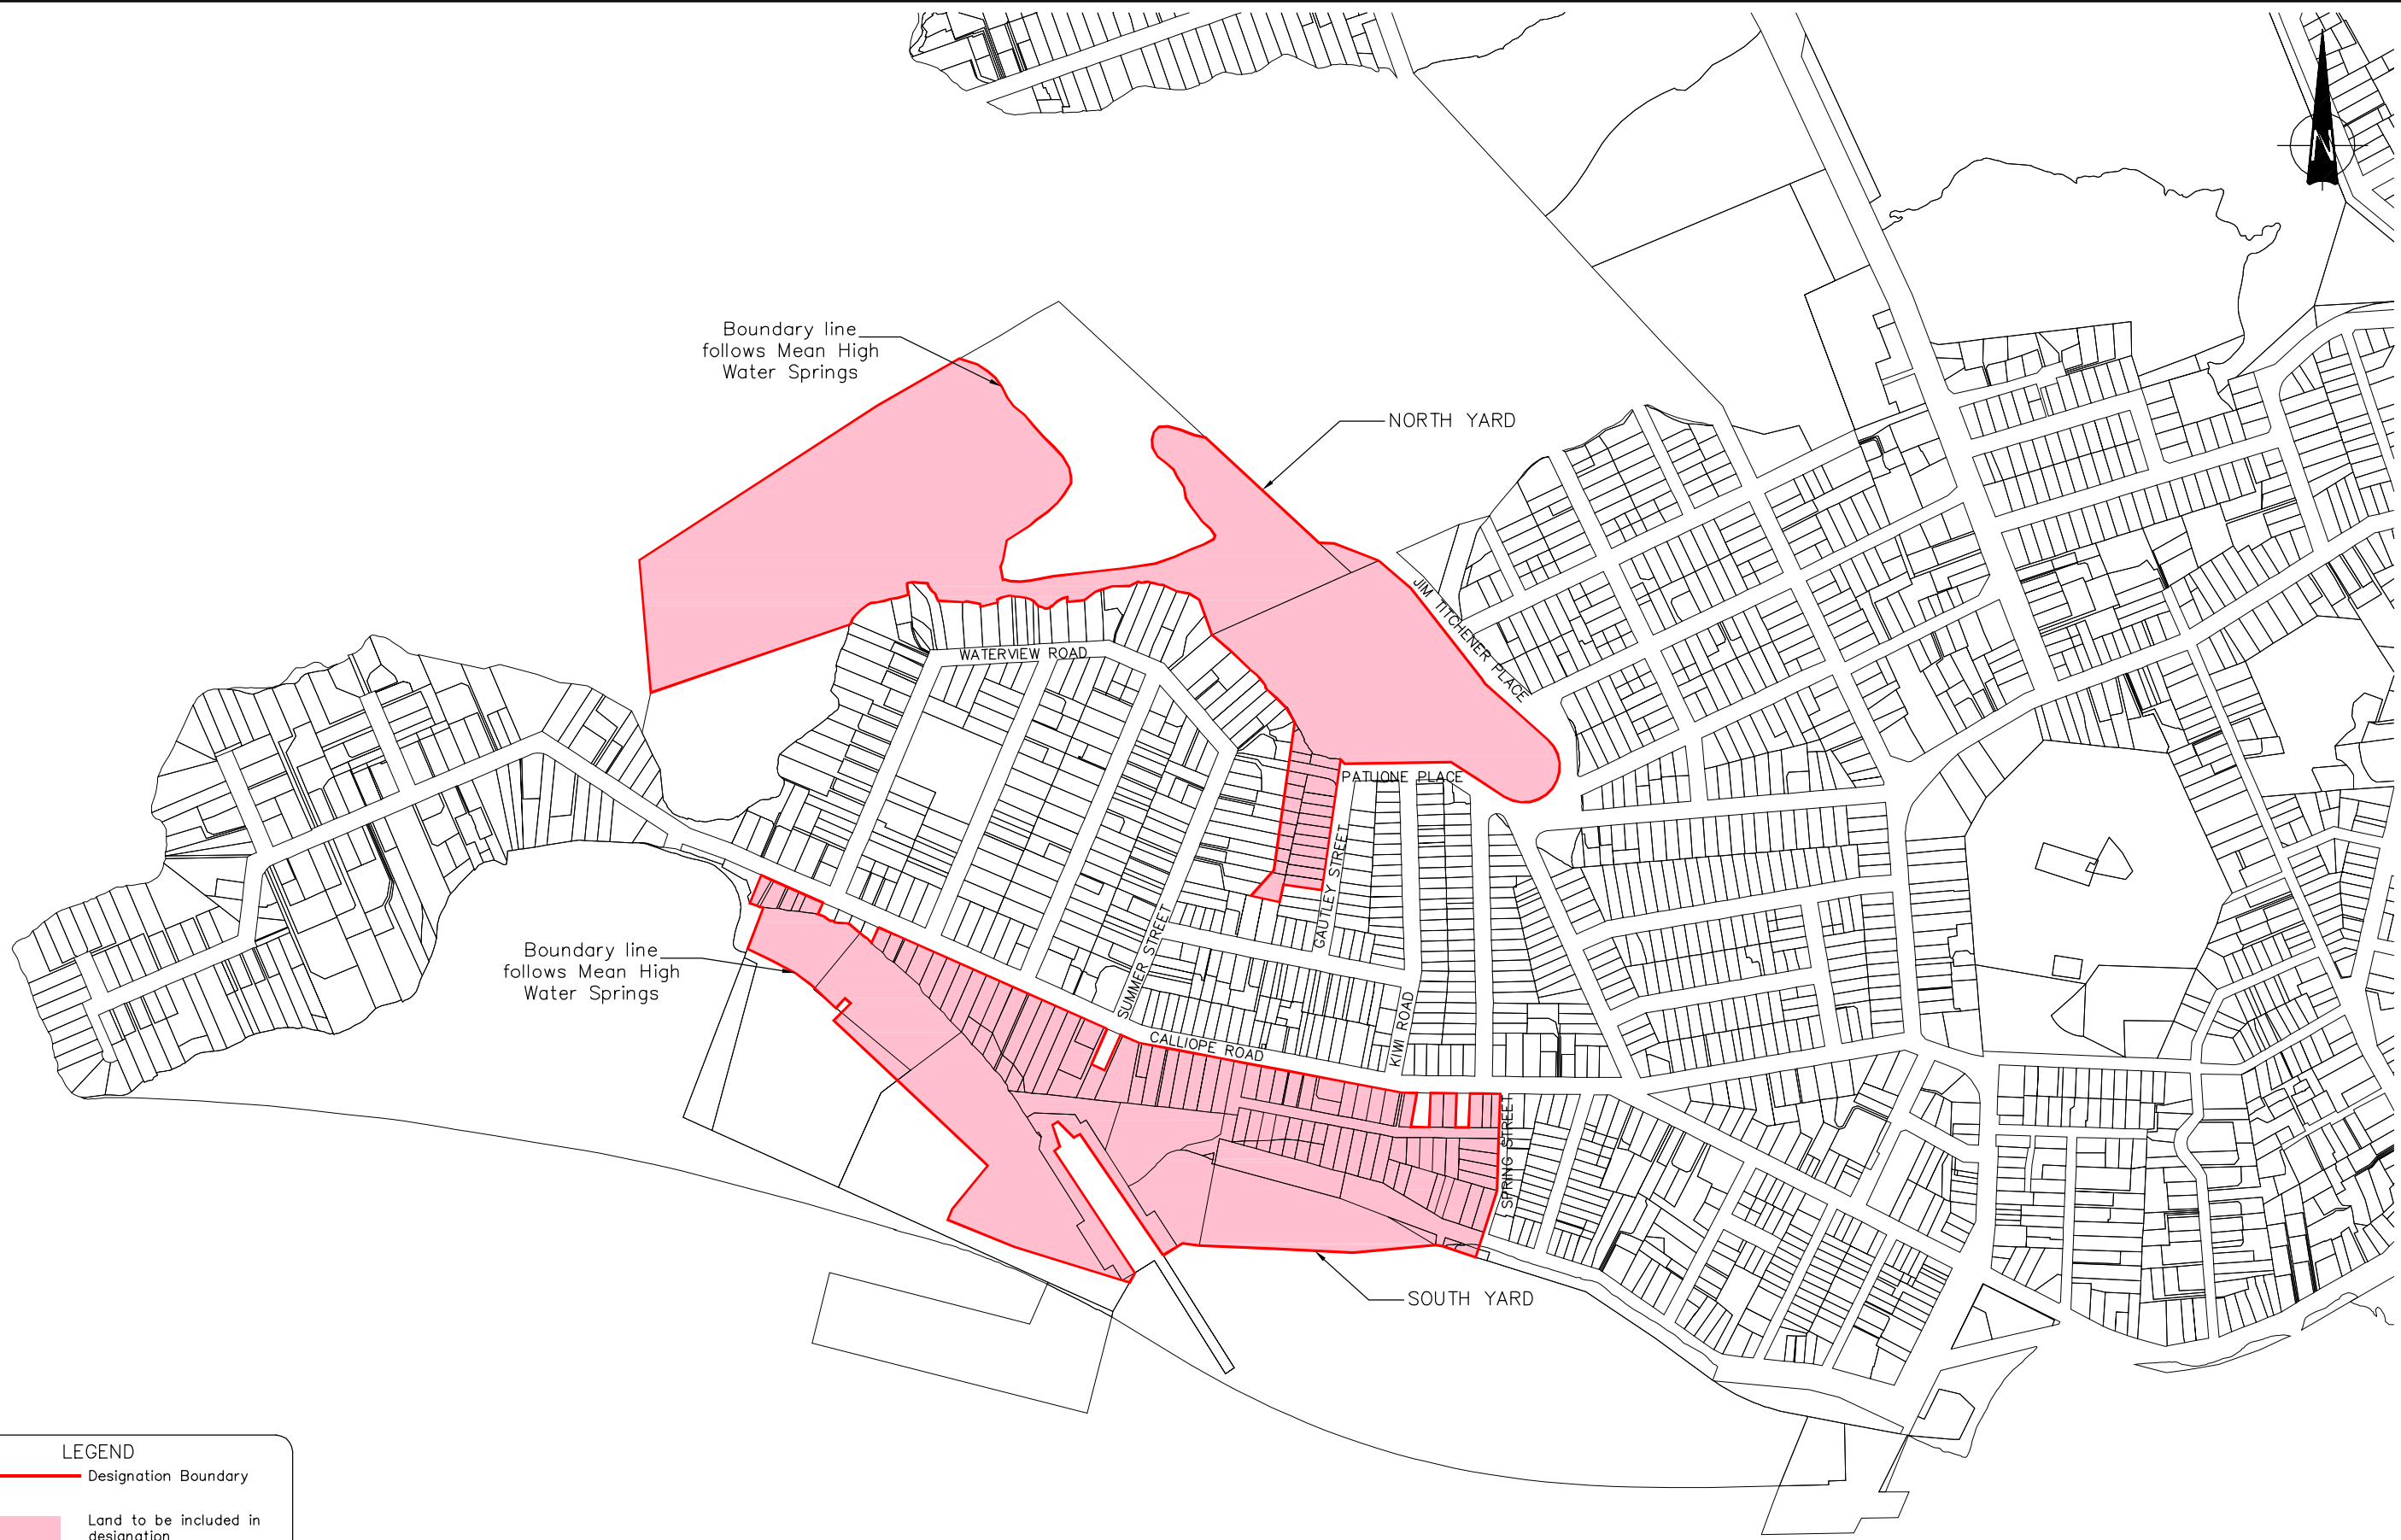 N
Boundary line
follows Mean High
Water Springs
NORTH YARD
JIM TITCHENER PLACE
WATERVIEW ROAD
PATUONE PLACE
GAUTLEY STREET
SUMMER STREET
Boundary line
follows Mean High
Water Springs
KIWI ROAD
CALLIOPE ROAD
SPRING STREET
SOUTH YARD
LEGEND
Designation Boundary
Land to be included in
designation